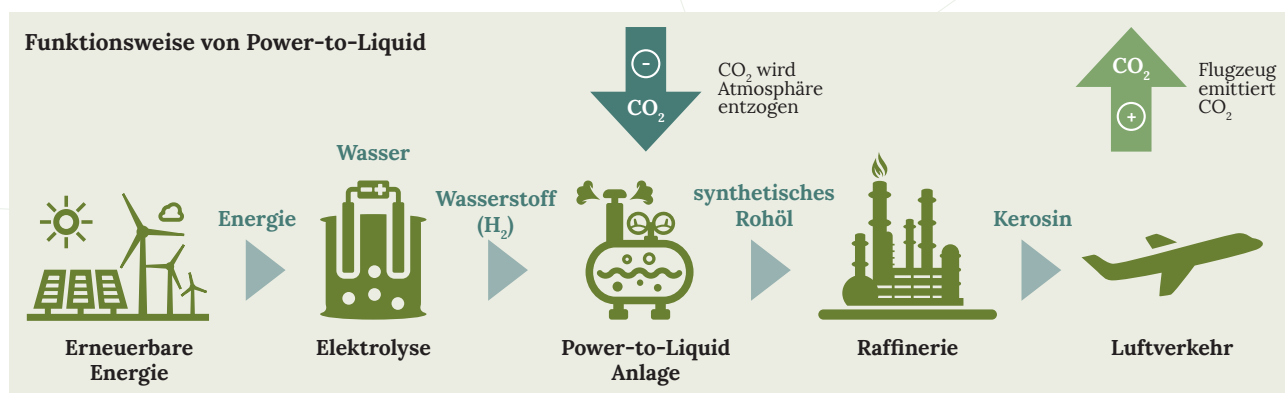 Funktionsweise von Power-to-Liquid
-
CO₂
CO₂ wird
Atmosphäre
entzogen
CO₂
+
Flugzeug
emittiert
CO₂
Energie
Wasser
- +
Wasserstoff
(H₂)
synthetisches
Rohöl
Kerosin
Erneuerbare
Energie
Elektrolyse
Power-to-Liquid
Anlage
Raffinerie
Luftverkehr